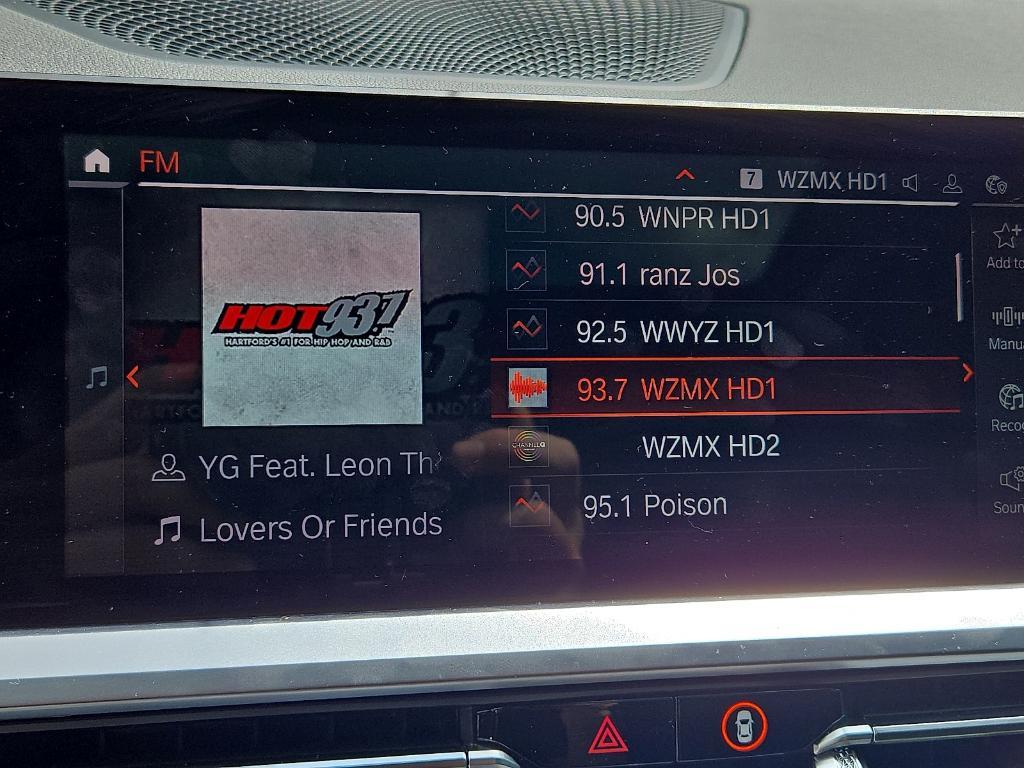 FM
7 WZMX HD1
HOT 93.7
HARTFORD'S #1 FOR HIP HOP AND R&B
YG Feat. Leon Th
Lovers Or Friends
90.5 WNPR HD1
91.1 ranz Jos
92.5 WWYZ HD1
93.7 WZMX HD1
CHANNEL Q
WZMX HD2
95.1 Poison
Add to
Manua
Reco
Soun